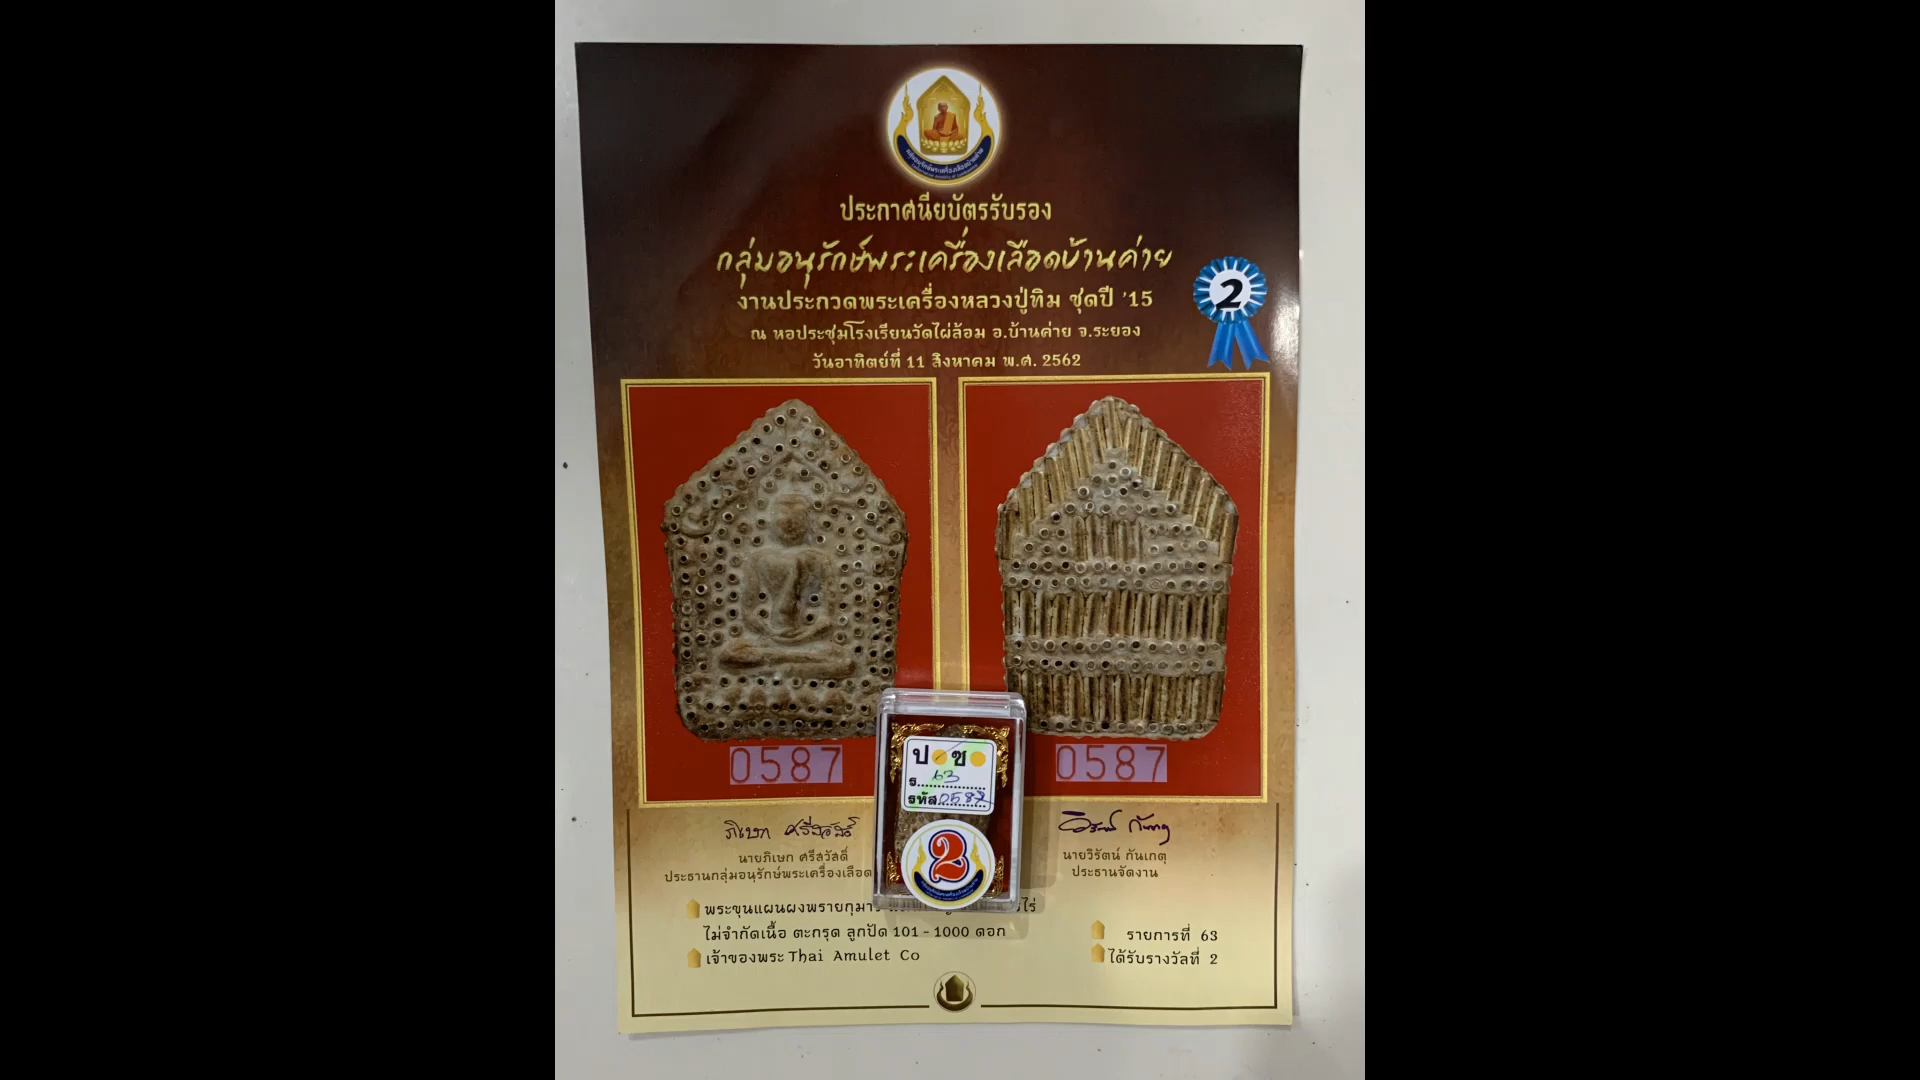 ประกาศนียบัตรรับรอง
กลุ่มอนุรักษ์พระเครื่องเลือดบ้านค่าย
งานประกวดพระเครื่องหลวงปู่ทิม ชุดปี '15
2
ณ หอประชุมโรงเรียนวัดไผ่ล้อม อ.บ้านค่าย จ.ระยอง
วันอาทิตย์ที่ 11 สิงหาคม พ.ศ. 2562
0587
0587
ป ซ
ร. 63
รหัส 0587
2
นายภิเษก ศรีสวัสดิ์
ประธานกลุ่มอนุรักษ์พระเครื่องเลือด
นายวิรัตน์ กันเกตุ
ประธานจัดงาน
พระขุนแผนผงพรายกุมาร
ไม่จำกัดเนื้อ ตะกรุด ลูกปัด 101 - 1000 ดอก
เจ้าของพระ Thai Amulet Co
รายการที่ 63
ได้รับรางวัลที่ 2